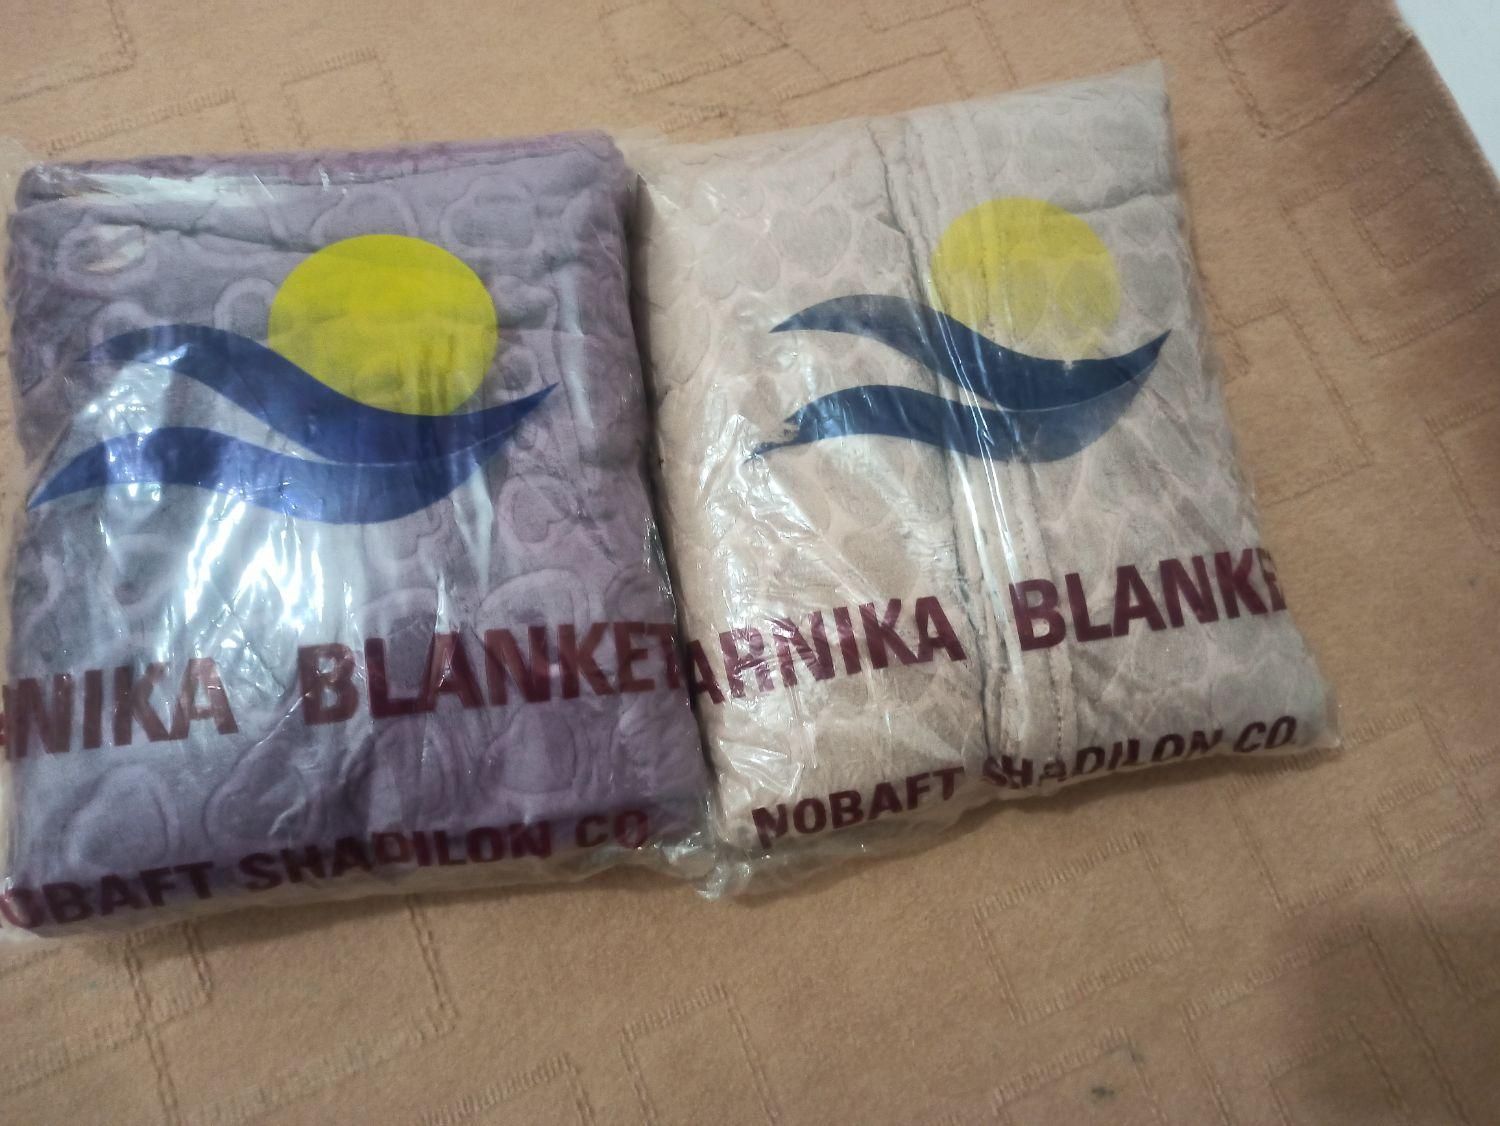 NIKA BLANKET
NOBAFT SHADILON CO.
ARNIKA BLANKE
NOBAFT SHADILON CO.